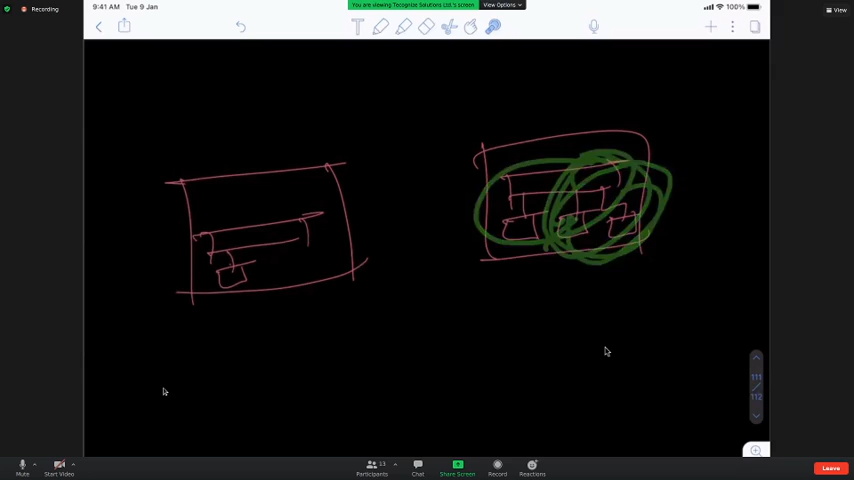 Recording
9:41 AM Tue 9 Jan
You are viewing Tecognize Solutions Ltd.'s screen
View Options
100%
View
T
111
112
Mute
Start Video
13
Participants
Chat
Share Screen
Record
Reactions
Leave